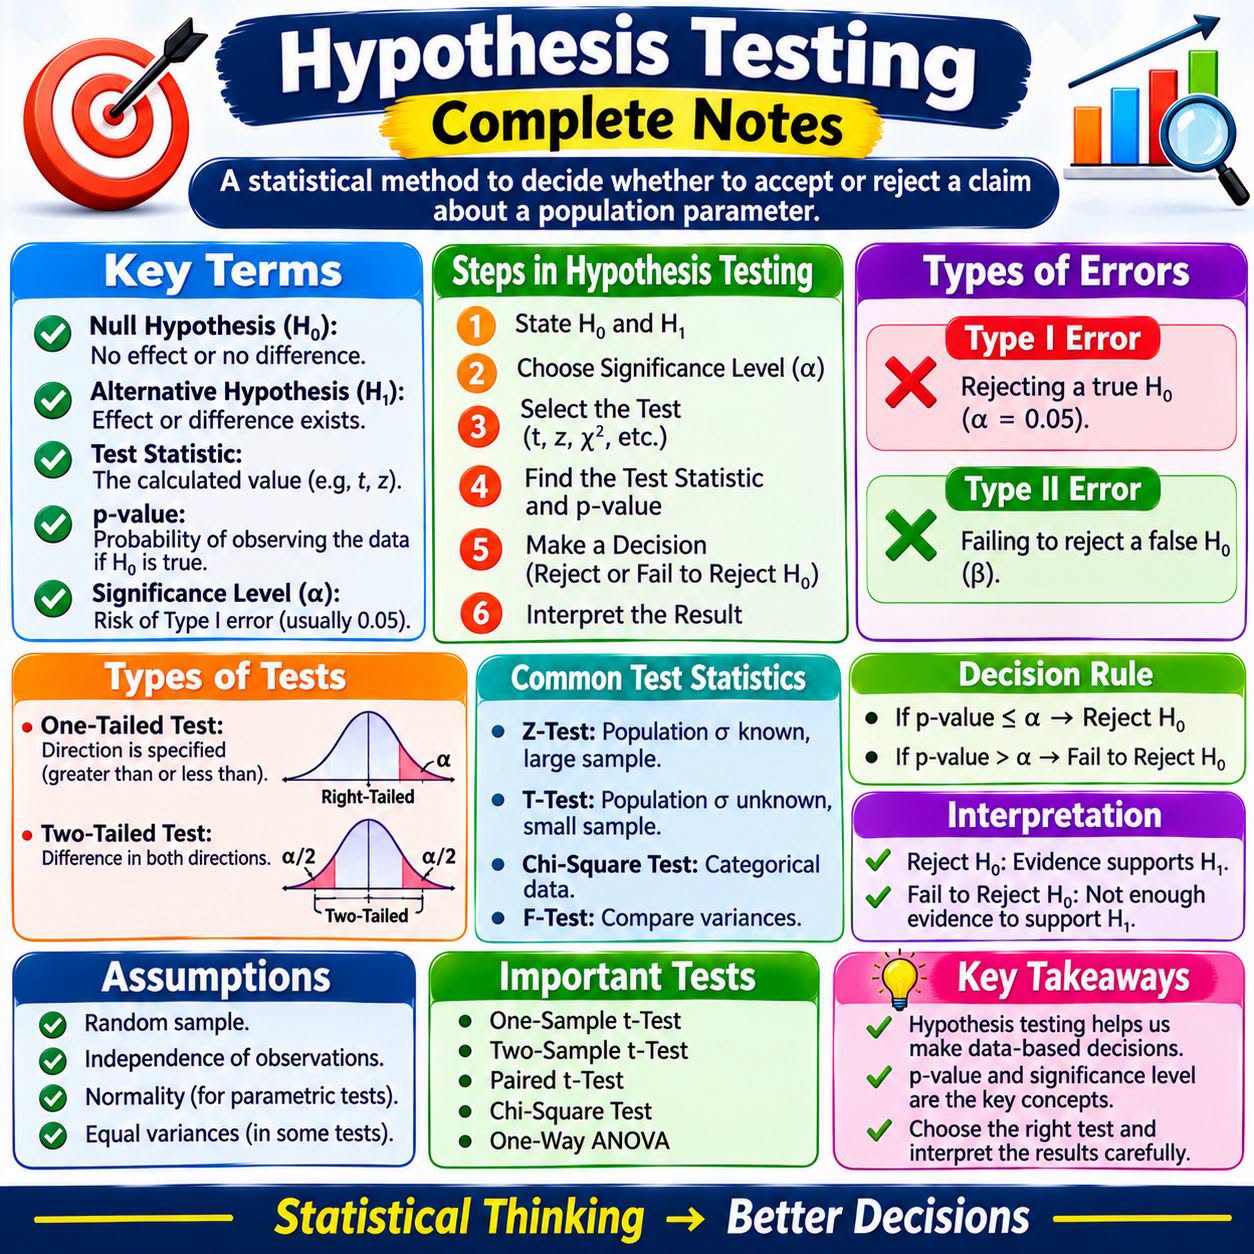 Hypothesis Testing
Complete Notes
A statistical method to decide whether to accept or reject a claim
about a population parameter.
Key Terms
Null Hypothesis (H₀):
No effect or no difference.
Alternative Hypothesis (H₁):
Effect or difference exists.
Test Statistic:
The calculated value (e.g, t, z).
p-value:
Probability of observing the data
if H₀ is true.
Significance Level (α):
Risk of Type I error (usually 0.05).
Steps in Hypothesis Testing
1 State H₀ and H₁
2 Choose Significance Level (α)
3 Select the Test
(t, z, χ², etc.)
4 Find the Test Statistic
and p-value
5 Make a Decision
(Reject or Fail to Reject H₀)
6 Interpret the Result
Types of Errors
Type I Error
Rejecting a true H₀
(α = 0.05).
Type II Error
Failing to reject a false H₀
(β).
Types of Tests
• One-Tailed Test:
Direction is specified
(greater than or less than).
α
Right-Tailed
• Two-Tailed Test:
Difference in both directions.
α/2 α/2
Two-Tailed
Common Test Statistics
• Z-Test: Population σ known,
large sample.
• T-Test: Population σ unknown,
small sample.
• Chi-Square Test: Categorical
data.
• F-Test: Compare variances.
Decision Rule
• If p-value ≤ α → Reject H₀
• If p-value > α → Fail to Reject H₀
Interpretation
Reject H₀: Evidence supports H₁.
Fail to Reject H₀: Not enough
evidence to support H₁.
Assumptions
Random sample.
Independence of observations.
Normality (for parametric tests).
Equal variances (in some tests).
Important Tests
• One-Sample t-Test
• Two-Sample t-Test
• Paired t-Test
• Chi-Square Test
• One-Way ANOVA
Key Takeaways
Hypothesis testing helps us
make data-based decisions.
p-value and significance level
are the key concepts.
Choose the right test and
interpret the results carefully.
Statistical Thinking → Better Decisions